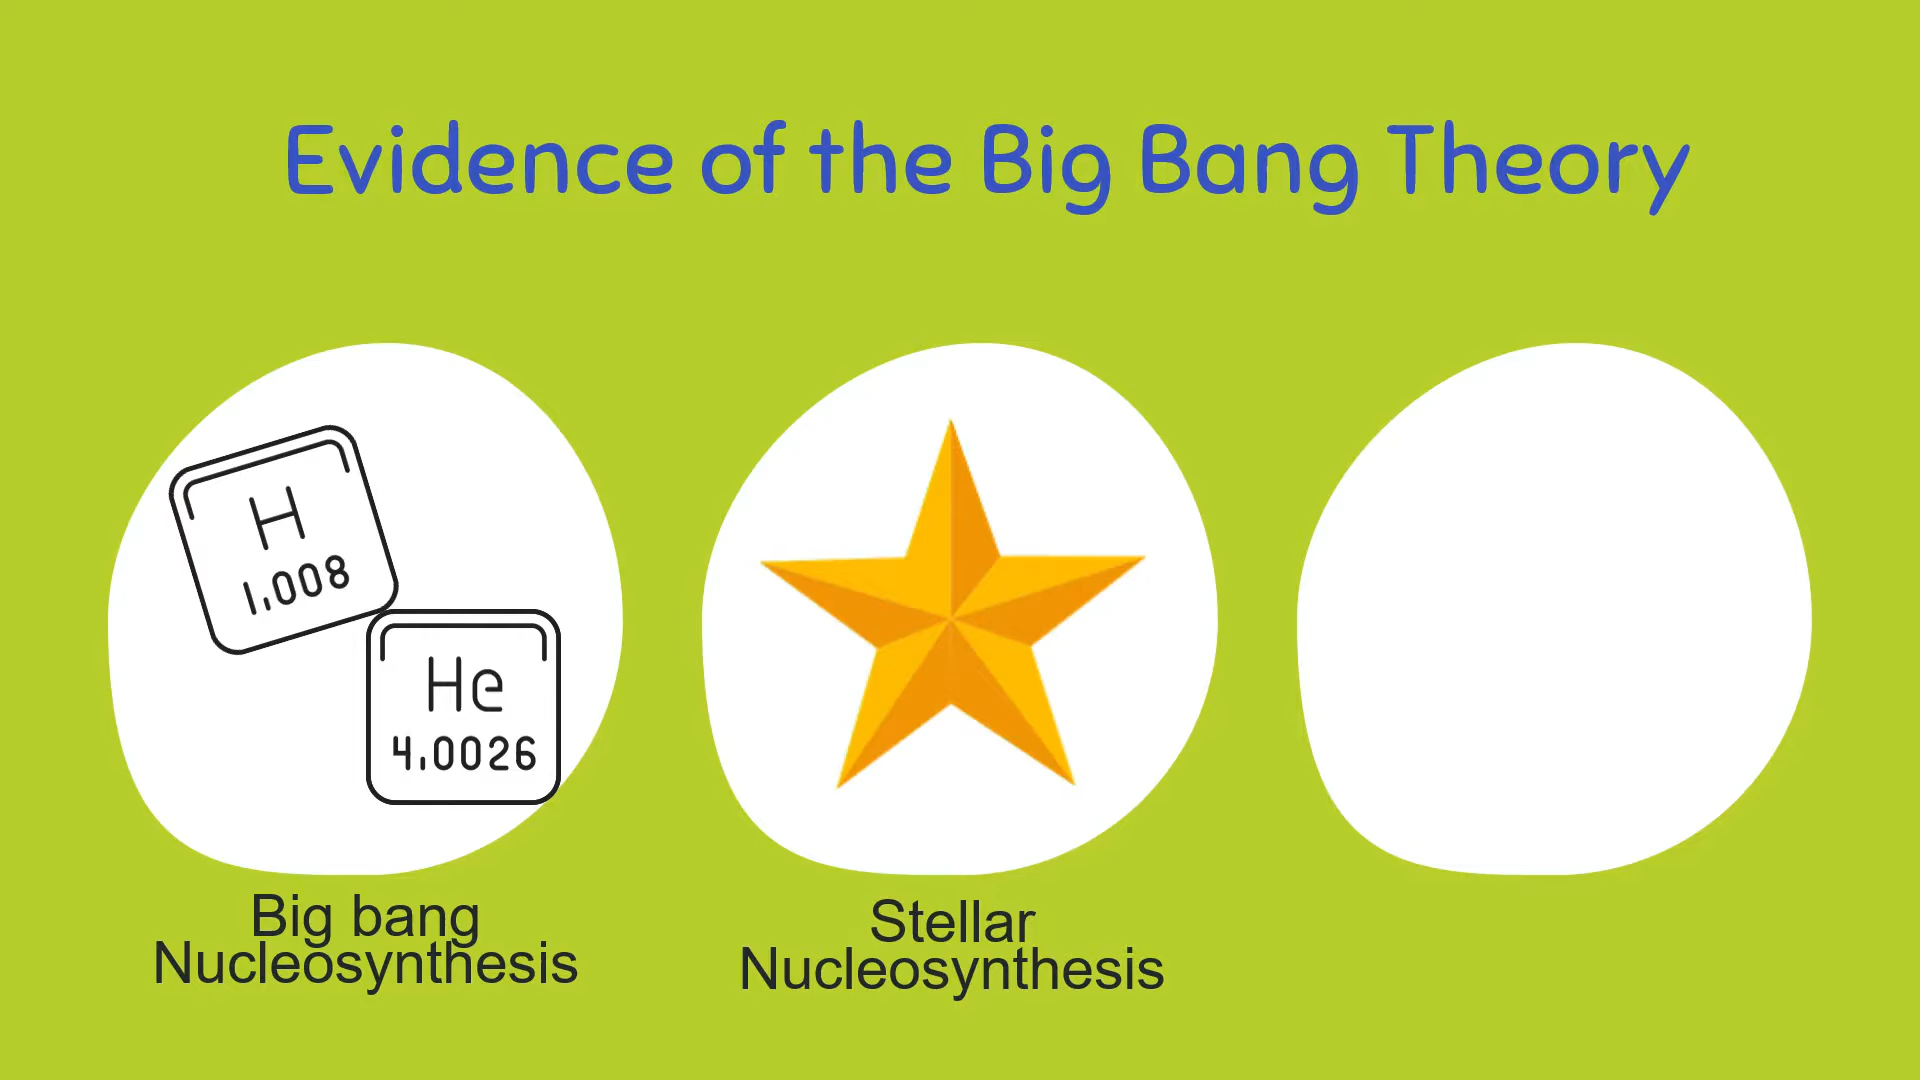 Evidence of the Big Bang Theory
H
1.008
He
4.0026
Big bang
Nucleosynthesis
Stellar
Nucleosynthesis